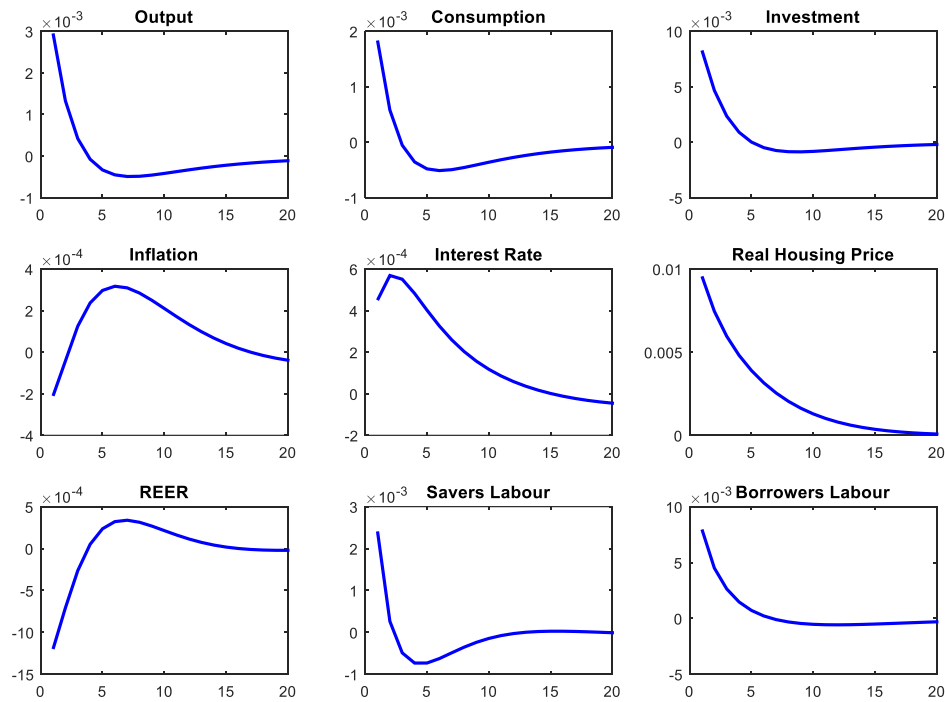 ×10⁻³ Output
3
2
1
0
-1
0 5 10 15 20
×10⁻³ Consumption
2
1
0
-1
0 5 10 15 20
×10⁻³ Investment
10
5
0
-5
0 5 10 15 20
×10⁻⁴ Inflation
4
2
0
-2
-4
0 5 10 15 20
×10⁻⁴ Interest Rate
6
4
2
0
-2
0 5 10 15 20
Real Housing Price
0.01
0.005
0
0 5 10 15 20
×10⁻⁴ REER
5
0
-5
-10
-15
0 5 10 15 20
×10⁻³ Savers Labour
3
2
1
0
-1
0 5 10 15 20
×10⁻³ Borrowers Labour
10
5
0
-5
0 5 10 15 20